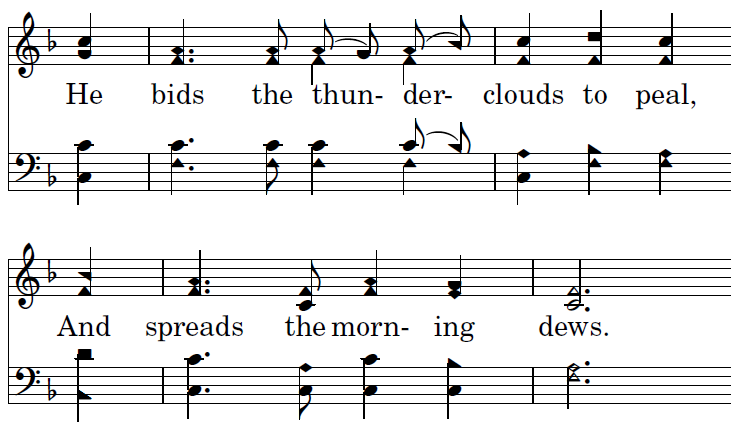 He bids the thun- der- clouds to peal,
And spreads the morn- ing dews.